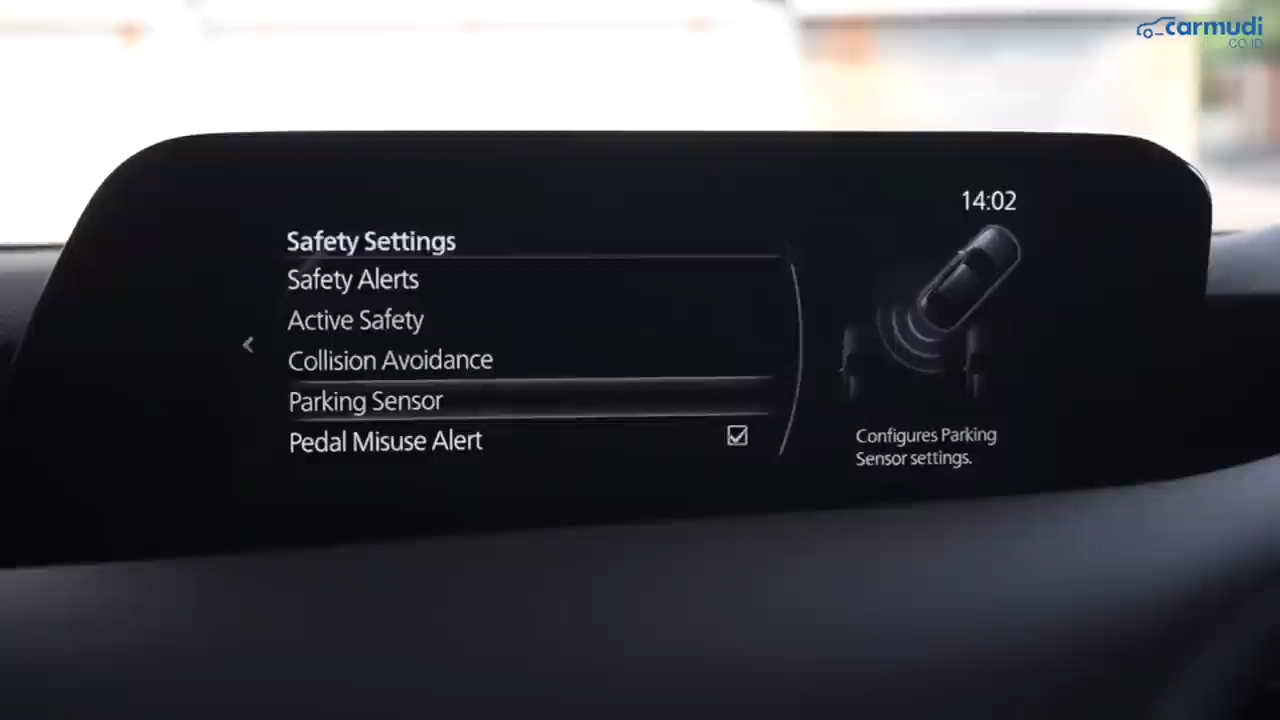 carmudi
CO.ID
14:02
Safety Settings
Safety Alerts
Active Safety
Collision Avoidance
Parking Sensor
Pedal Misuse Alert
Configures Parking
Sensor settings.